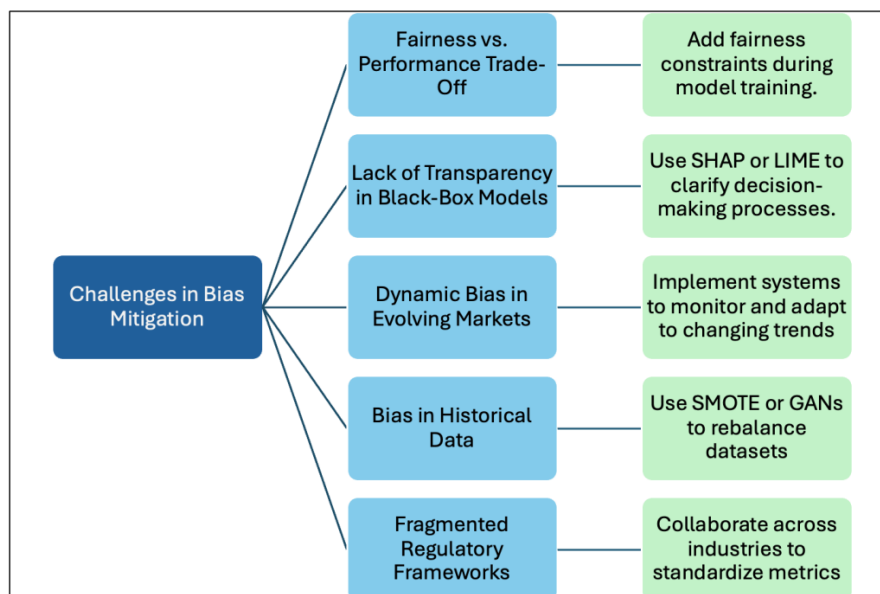 Fairness vs.
Performance Trade-
Off
Add fairness
constraints during
model training.
Lack of Transparency
in Black-Box Models
Use SHAP or LIME to
clarify decision-
making processes.
Challenges in Bias
Mitigation
Dynamic Bias in
Evolving Markets
Implement systems
to monitor and adapt
to changing trends
Bias in Historical
Data
Use SMOTE or GANs
to rebalance
datasets
Fragmented
Regulatory
Frameworks
Collaborate across
industries to
standardize metrics